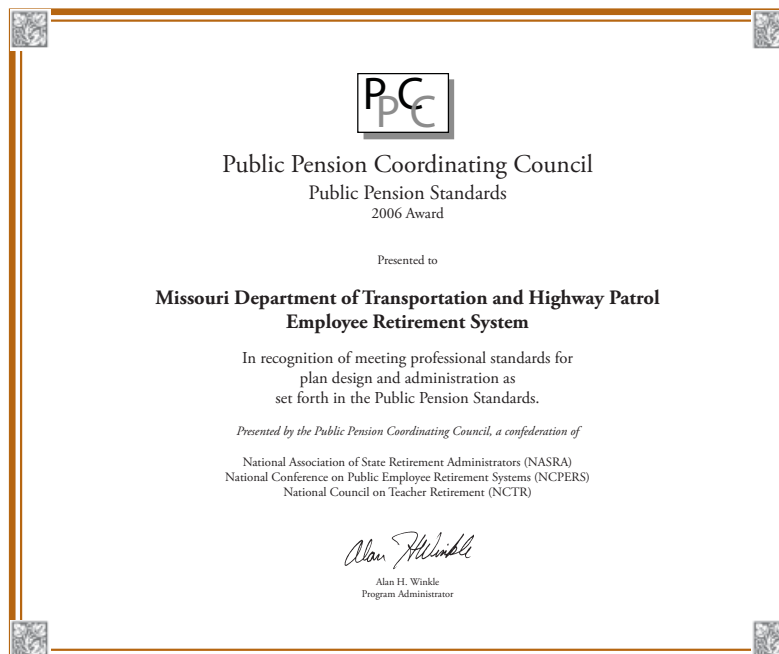 P C
P C
Public Pension Coordinating Council
Public Pension Standards
2006 Award
Presented to
Missouri Department of Transportation and Highway Patrol
Employee Retirement System
In recognition of meeting professional standards for
plan design and administration as
set forth in the Public Pension Standards.
Presented by the Public Pension Coordinating Council, a confederation of
National Association of State Retirement Administrators (NASRA)
National Conference on Public Employee Retirement Systems (NCPERS)
National Council on Teacher Retirement (NCTR)
Alan H Winkle
Alan H. Winkle
Program Administrator